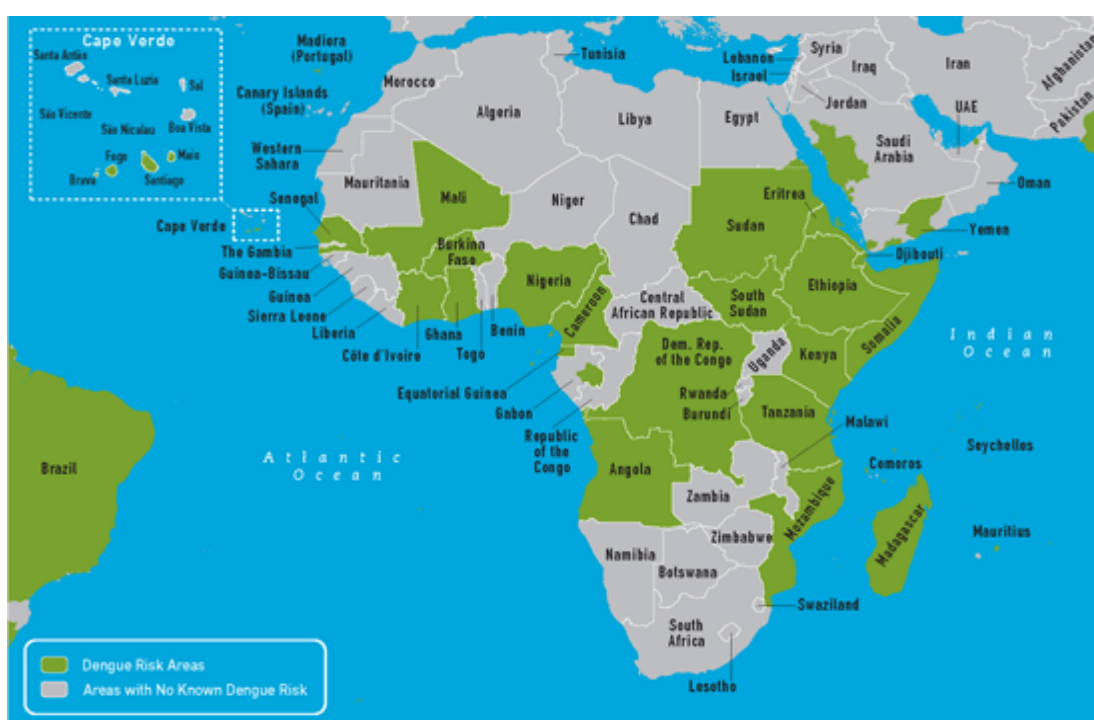 Cape Verde
Santa Antão
Santa Luzia
Sal
São Vicente
São Nicolau
Boa Vista
Fogo
Maio
Brava
Santiago
Cape Verde
Madiera
(Portugal)
Canary Islands
(Spain)
Morocco
Western
Sahara
Algeria
Tunisia
Libya
Egypt
Lebanon
Israel
Syria
Iraq
Jordan
Iran
Afghanistan
Pakistan
UAE
Saudi
Arabia
Oman
Yemen
Djibouti
Mauritania
Mali
Niger
Chad
Sudan
Eritrea
Senegal
The Gambia
Guinea-Bissau
Guinea
Sierra Leone
Liberia
Burkina
Faso
Côte d'Ivoire
Ghana
Togo
Benin
Nigeria
Cameroon
Central
African Republic
South
Sudan
Ethiopia
Somalia
Equatorial Guinea
Gabon
Republic
of the
Congo
Dem. Rep.
of the Congo
Uganda
Kenya
Rwanda
Burundi
Tanzania
Malawi
Angola
Zambia
Mozambique
Comoros
Seychelles
Madagascar
Mauritius
Namibia
Zimbabwe
Botswana
Swaziland
South
Africa
Lesotho
Brazil
Atlantic
Ocean
Indian
Ocean
Dengue Risk Areas
Areas with No Known Dengue Risk